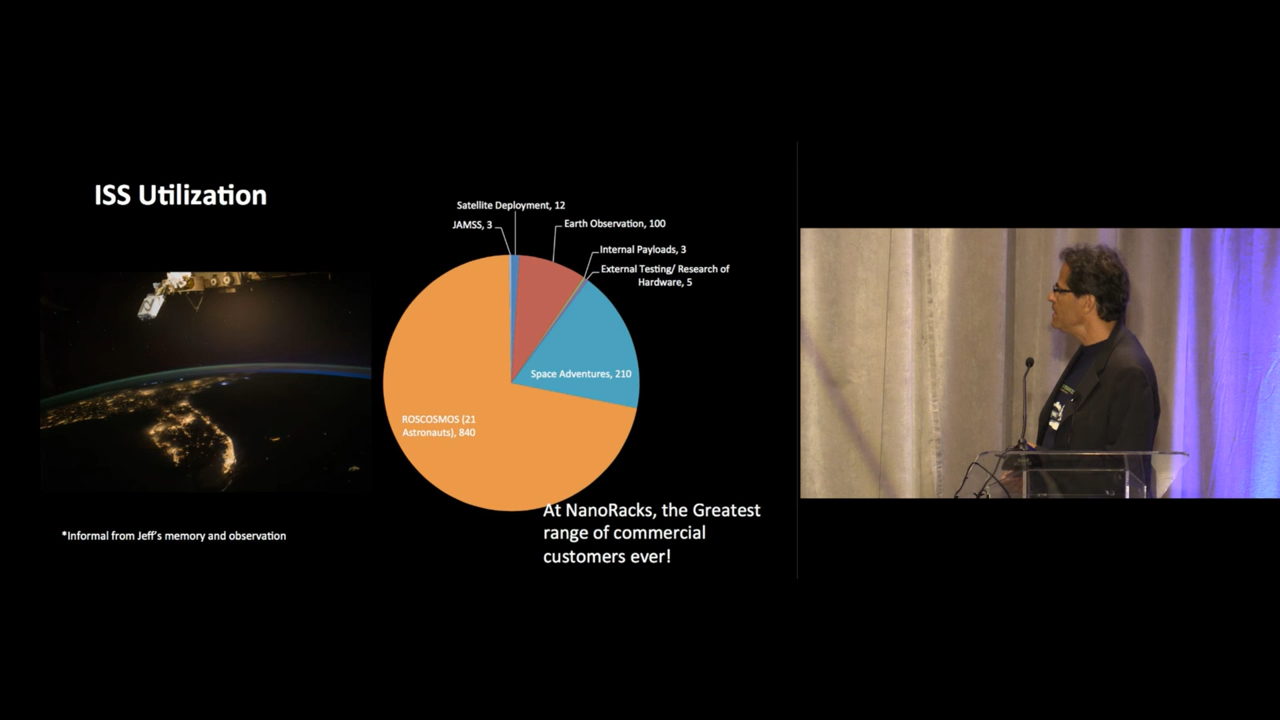 ISS Utilization
Satellite Deployment, 12
JAMSS, 3
Earth Observation, 100
Internal Payloads, 3
External Testing/ Research of
Hardware, 5
Space Adventures, 210
ROSCOSMOS (21
Astronauts), 840
At NanoRacks, the Greatest
range of commercial
customers ever!
*Informal from Jeff's memory and observation